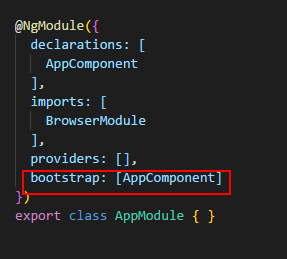 @NgModule({
declarations: [
AppComponent
],
imports: [
BrowserModule
],
providers: [],
bootstrap: [AppComponent]
})
export class AppModule { }